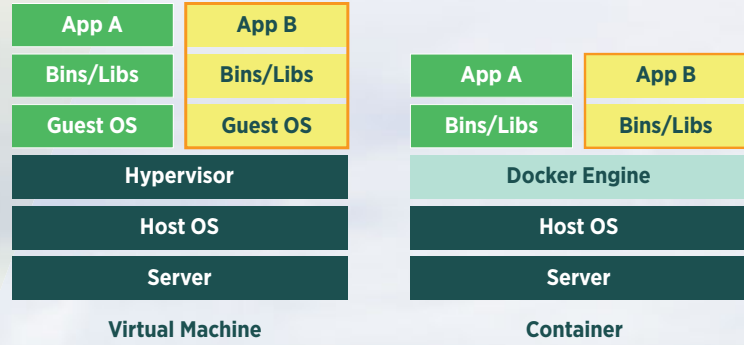 App A
App B
Bins/Libs
Bins/Libs
App A
App B
Guest OS
Guest OS
Bins/Libs
Bins/Libs
Hypervisor
Docker Engine
Host OS
Host OS
Server
Server
Virtual Machine
Container